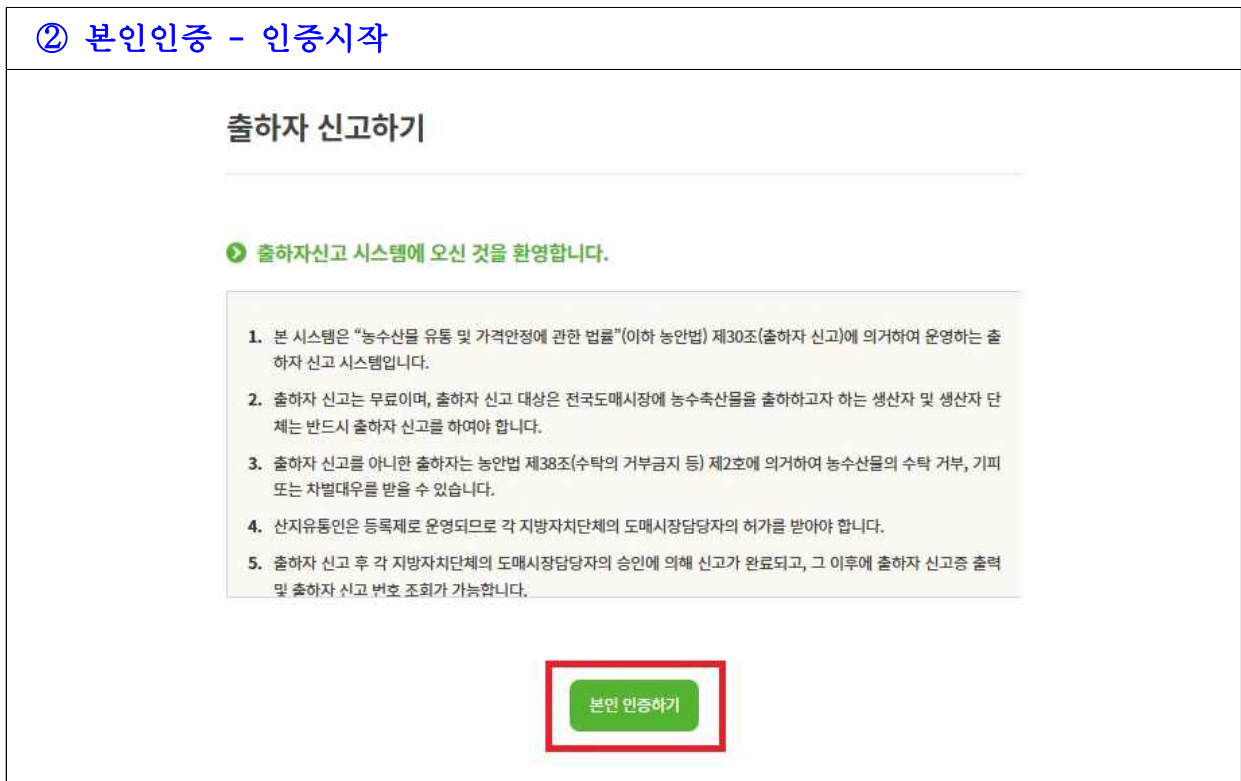 ② 본인인증 - 인증시작
출하자 신고하기
출하자신고 시스템에 오신 것을 환영합니다.
1. 본 시스템은 “농수산물 유통 및 가격안정에 관한 법률”(이하 농안법) 제30조(출하자 신고)에 의거하여 운영하는 출
하자 신고 시스템입니다.
2. 출하자 신고는 무료이며, 출하자 신고 대상은 전국도매시장에 농수축산물을 출하하고자 하는 생산자 및 생산자 단
체는 반드시 출하자 신고를 하여야 합니다.
3. 출하자 신고를 아니한 출하자는 농안법 제38조(수탁의 거부금지 등) 제2호에 의거하여 농수산물의 수탁 거부, 기피
또는 차별대우를 받을 수 있습니다.
4. 산지유통인은 등록제로 운영되므로 각 지방자치단체의 도매시장담당자의 허가를 받아야 합니다.
5. 출하자 신고 후 각 지방자치단체의 도매시장담당자의 승인에 의해 신고가 완료되고, 그 이후에 출하자 신고증 출력
및 출하자 신고 번호 조회가 가능합니다.
본인 인증하기